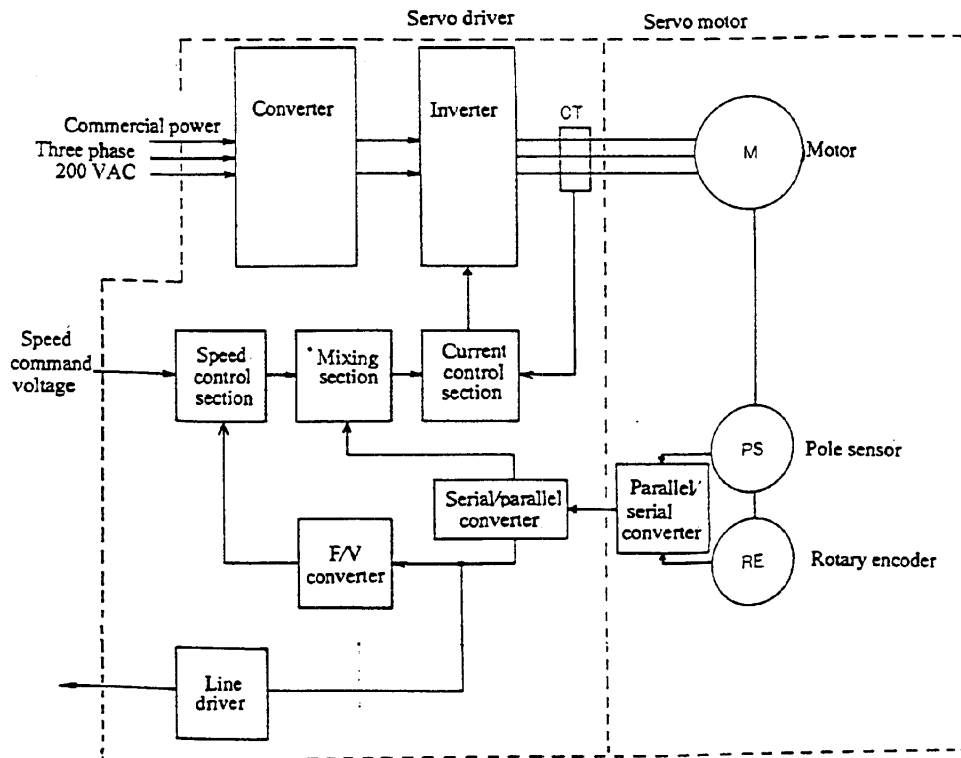 Servo driver
Servo motor
Converter
Inverter
CT
Commercial power
Three phase
200 VAC
M
Motor
Speed
command
voltage
Speed
control
section
Mixing
section
Current
control
section
PS
Pole sensor
Serial/parallel
converter
Parallel/
serial
converter
F/V
converter
RE
Rotary encoder
Line
driver